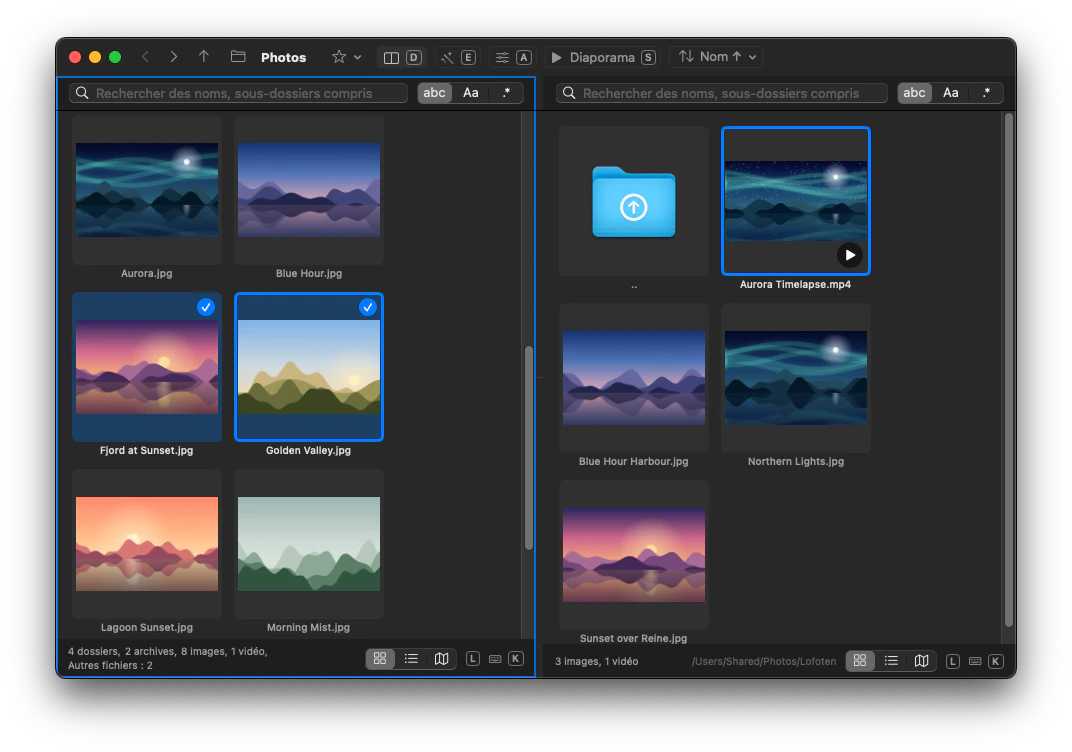 Photos
D
E
A
Diaporama S
Nom
Rechercher des noms, sous-dossiers compris
abc
Aa
.*
Rechercher des noms, sous-dossiers compris
abc
Aa
.*
Aurora.jpg
Blue Hour.jpg
Fjord at Sunset.jpg
Golden Valley.jpg
Lagoon Sunset.jpg
Morning Mist.jpg
4 dossiers, 2 archives, 8 images, 1 vidéo,
Autres fichiers : 2
L
K
..
Aurora Timelapse.mp4
Blue Hour Harbour.jpg
Northern Lights.jpg
Sunset over Reine.jpg
3 images, 1 vidéo
/Users/Shared/Photos/Lofoten
L
K